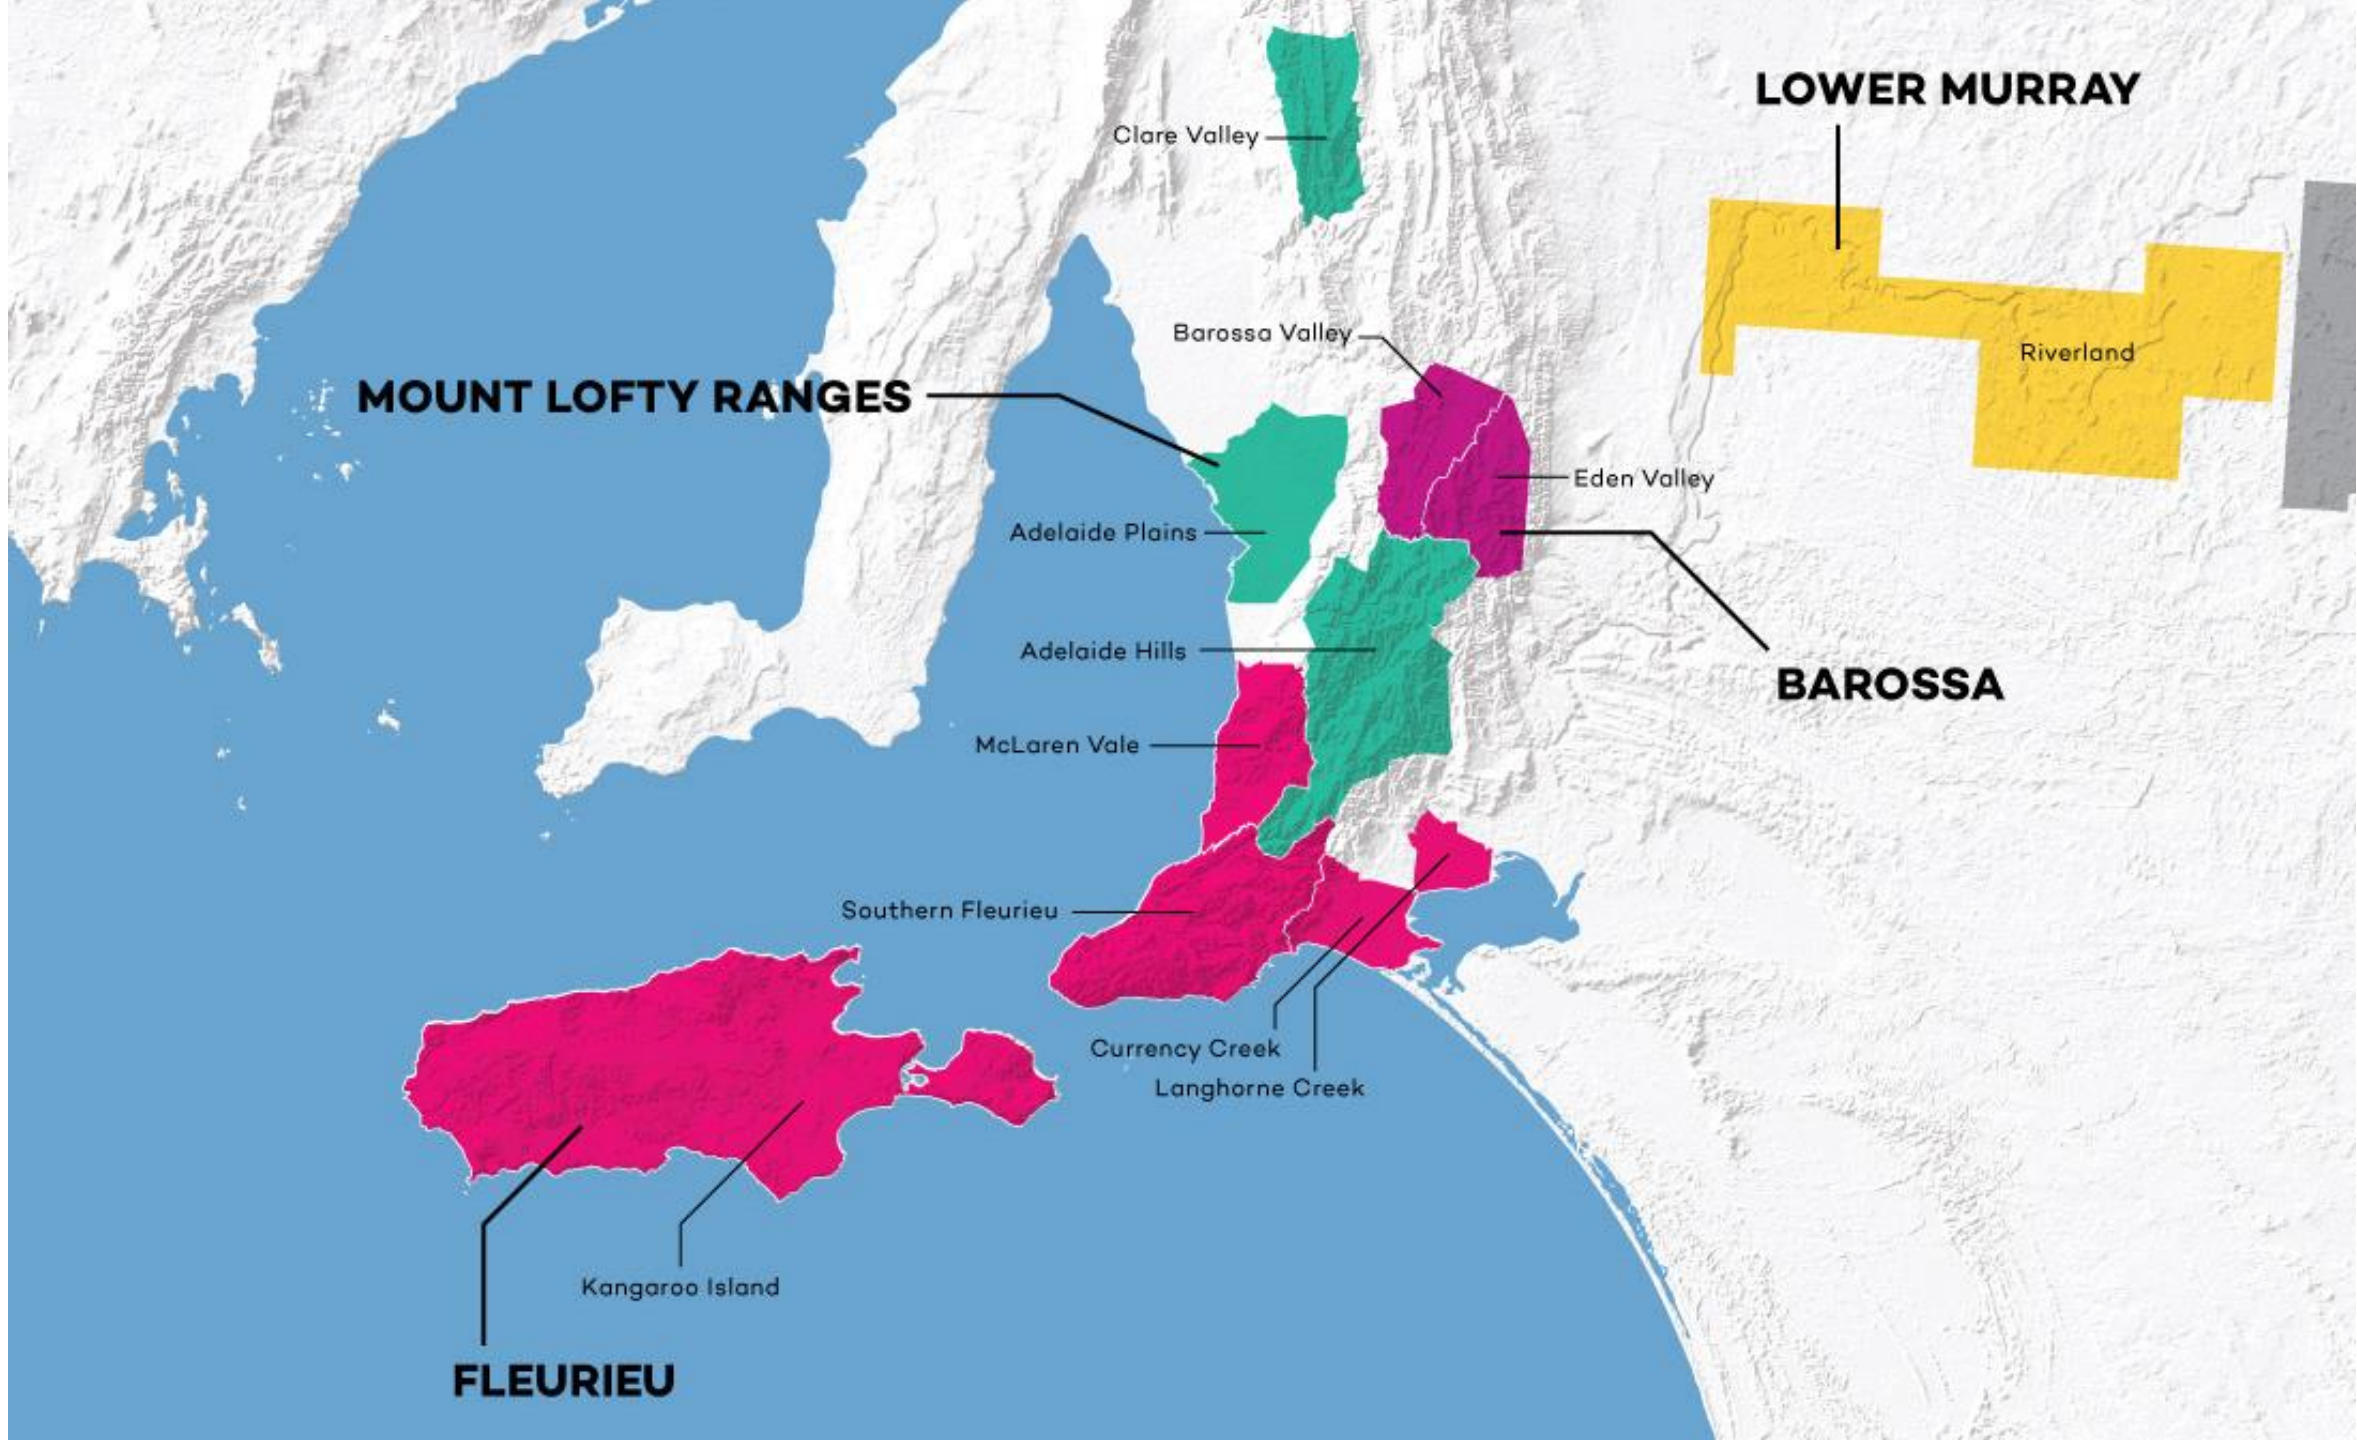 LOWER MURRAY
Clare Valley
Barossa Valley
Riverland
MOUNT LOFTY RANGES
Eden Valley
Adelaide Plains
Adelaide Hills
BAROSSA
McLaren Vale
Southern Fleurieu
Currency Creek
Langhorne Creek
Kangaroo Island
FLEURIEU